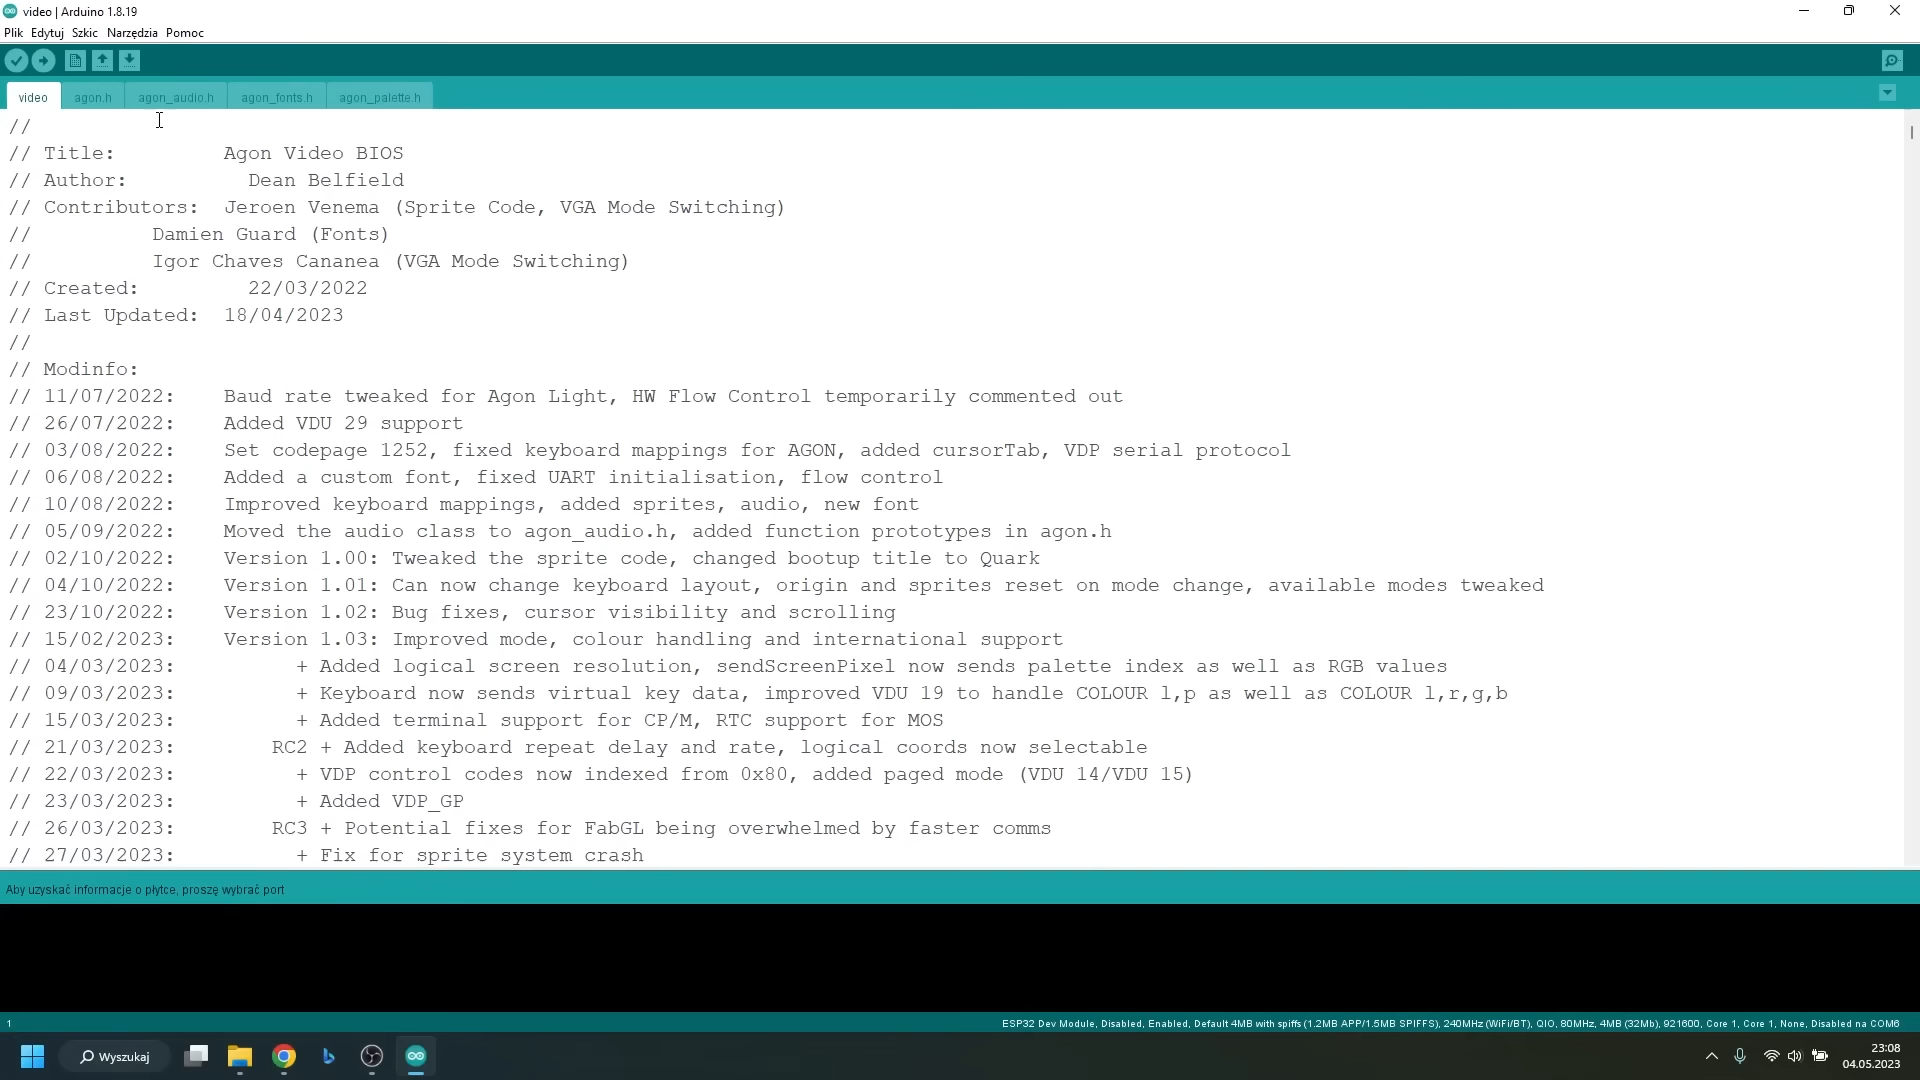 video | Arduino 1.8.19
Plik Edytuj Szkic Narzędzia Pomoc
video agon.h agon_audio.h agon_fonts.h agon_palette.h
//
// Title: Agon Video BIOS
// Author: Dean Belfield
// Contributors: Jeroen Venema (Sprite Code, VGA Mode Switching)
// Damien Guard (Fonts)
// Igor Chaves Cananea (VGA Mode Switching)
// Created: 22/03/2022
// Last Updated: 18/04/2023
//
// Modinfo:
// 11/07/2022: Baud rate tweaked for Agon Light, HW Flow Control temporarily commented out
// 26/07/2022: Added VDU 29 support
// 03/08/2022: Set codepage 1252, fixed keyboard mappings for AGON, added cursorTab, VDP serial protocol
// 06/08/2022: Added a custom font, fixed UART initialisation, flow control
// 10/08/2022: Improved keyboard mappings, added sprites, audio, new font
// 05/09/2022: Moved the audio class to agon_audio.h, added function prototypes in agon.h
// 02/10/2022: Version 1.00: Tweaked the sprite code, changed bootup title to Quark
// 04/10/2022: Version 1.01: Can now change keyboard layout, origin and sprites reset on mode change, available modes tweaked
// 23/10/2022: Version 1.02: Bug fixes, cursor visibility and scrolling
// 15/02/2023: Version 1.03: Improved mode, colour handling and international support
// 04/03/2023: + Added logical screen resolution, sendScreenPixel now sends palette index as well as RGB values
// 09/03/2023: + Keyboard now sends virtual key data, improved VDU 19 to handle COLOUR l,p as well as COLOUR l,r,g,b
// 15/03/2023: + Added terminal support for CP/M, RTC support for MOS
// 21/03/2023: RC2 + Added keyboard repeat delay and rate, logical coords now selectable
// 22/03/2023: + VDP control codes now indexed from 0x80, added paged mode (VDU 14/VDU 15)
// 23/03/2023: + Added VDP_GP
// 26/03/2023: RC3 + Potential fixes for FabGL being overwhelmed by faster comms
// 27/03/2023: + Fix for sprite system crash
Aby uzyskać informacje o płytce, proszę wybrać port
1 ESP32 Dev Module, Disabled, Enabled, Default 4MB with spiffs (1.2MB APP/1.5MB SPIFFS), 240MHz (WiFi/BT), QIO, 80MHz, 4MB (32Mb), 921600, Core 1, Core 1, None, Disabled na COM6
Wyszukaj
23:08
04.05.2023